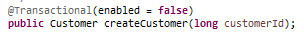 @Transactional(enabled = false)
public Customer createCustomer(long customerId);